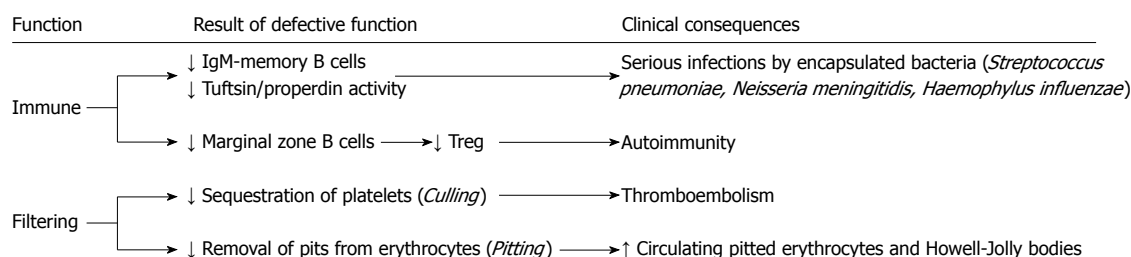 Function Result of defective function Clinical consequences
↓ IgM-memory B cells
↓ Tuftsin/properdin activity
Serious infections by encapsulated bacteria (Streptococcus
pneumoniae, Neisseria meningitidis, Haemophylus influenzae)
Immune
↓ Marginal zone B cells ↓ Treg Autoimmunity
↓ Sequestration of platelets (Culling) Thromboembolism
Filtering
↓ Removal of pits from erythrocytes (Pitting) ↑ Circulating pitted erythrocytes and Howell-Jolly bodies